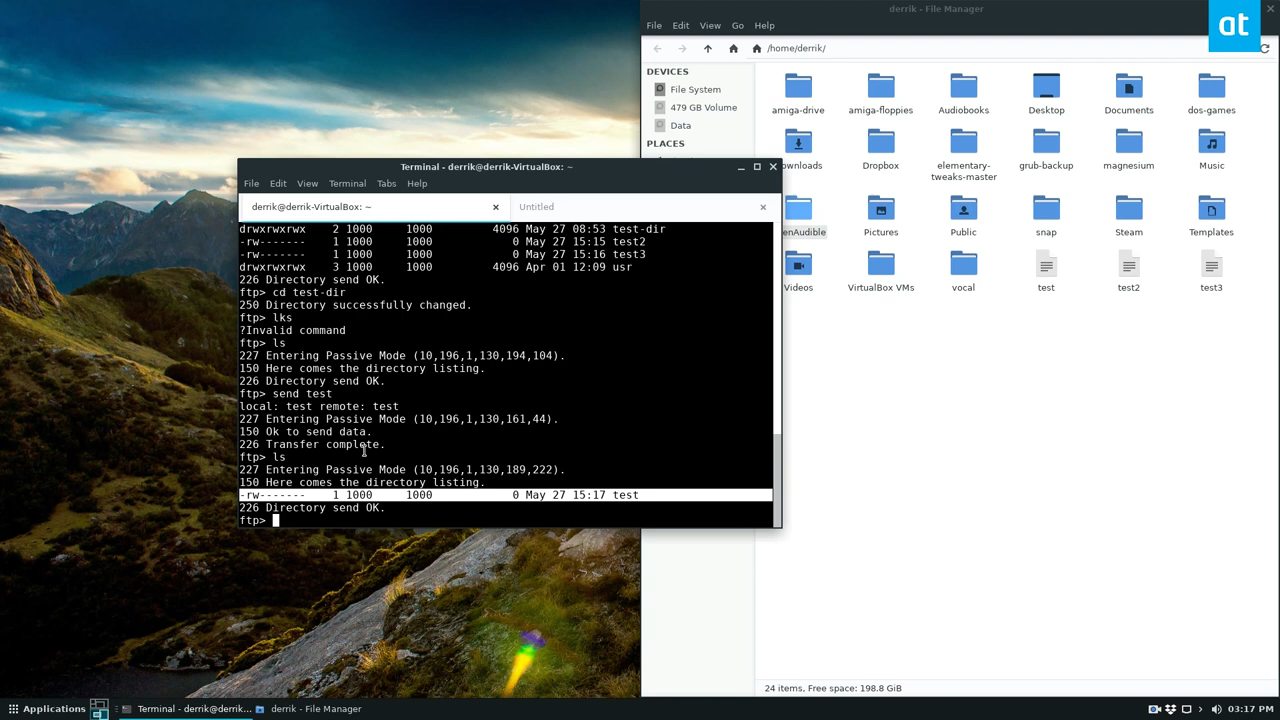 derrik - File Manager
File Edit View Go Help
at
/home/derrik/
DEVICES
File System
479 GB Volume
Data
PLACES
amiga-drive
amiga-floppies
Audiobooks
Desktop
Documents
dos-games
ownloads
Dropbox
elementary-
tweaks-master
grub-backup
magnesium
Music
enAudible
Pictures
Public
snap
Steam
Templates
Videos
VirtualBox VMs
vocal
test
test2
test3
24 items, Free space: 198.8 GiB
Terminal - derrik@derrik-VirtualBox: ~
File Edit View Terminal Tabs Help
derrik@derrik-VirtualBox: ~
Untitled
drwxrwxrwx 2 1000 1000 4096 May 27 08:53 test-dir
-rw------- 1 1000 1000 0 May 27 15:15 test2
-rw------- 1 1000 1000 0 May 27 15:16 test3
drwxrwxrwx 3 1000 1000 4096 Apr 01 12:09 usr
226 Directory send OK.
ftp> cd test-dir
250 Directory successfully changed.
ftp> lks
?Invalid command
ftp> ls
227 Entering Passive Mode (10,196,1,130,194,104).
150 Here comes the directory listing.
226 Directory send OK.
ftp> send test
local: test remote: test
227 Entering Passive Mode (10,196,1,130,161,44).
150 Ok to send data.
226 Transfer complete.
ftp> ls
227 Entering Passive Mode (10,196,1,130,189,222).
150 Here comes the directory listing.
-rw------- 1 1000 1000 0 May 27 15:17 test
226 Directory send OK.
ftp>
Applications
Terminal - derrik@derrik...
derrik - File Manager
03:17 PM